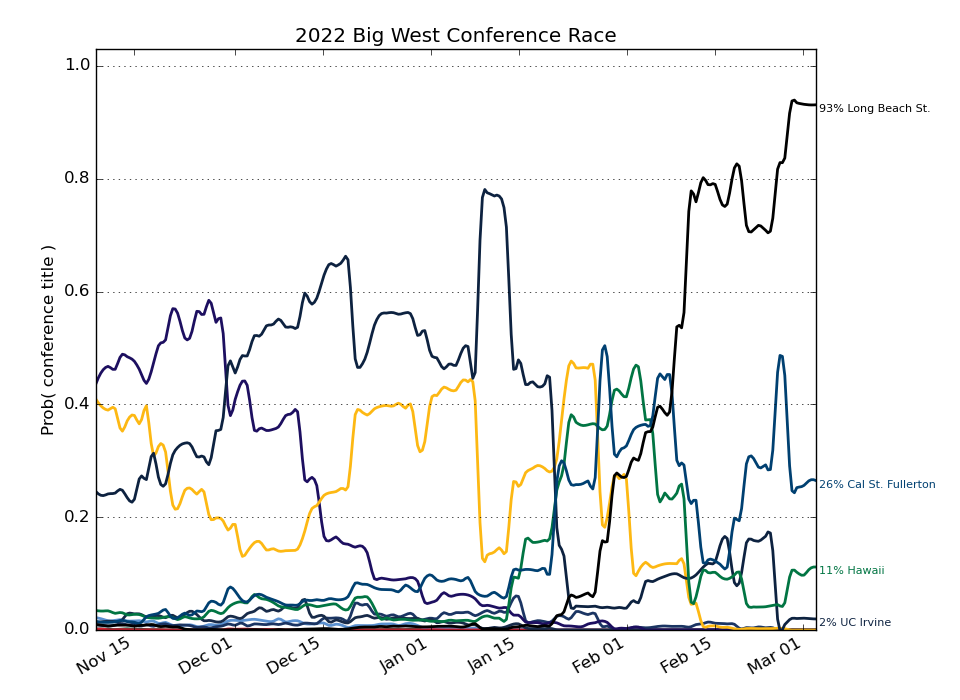 2022 Big West Conference Race
Prob( conference title )
1.0
0.8
0.6
0.4
0.2
0.0
Nov 15
Dec 01
Dec 15
Jan 01
Jan 15
Feb 01
Feb 15
Mar 01
93% Long Beach St.
26% Cal St. Fullerton
11% Hawaii
2% UC Irvine